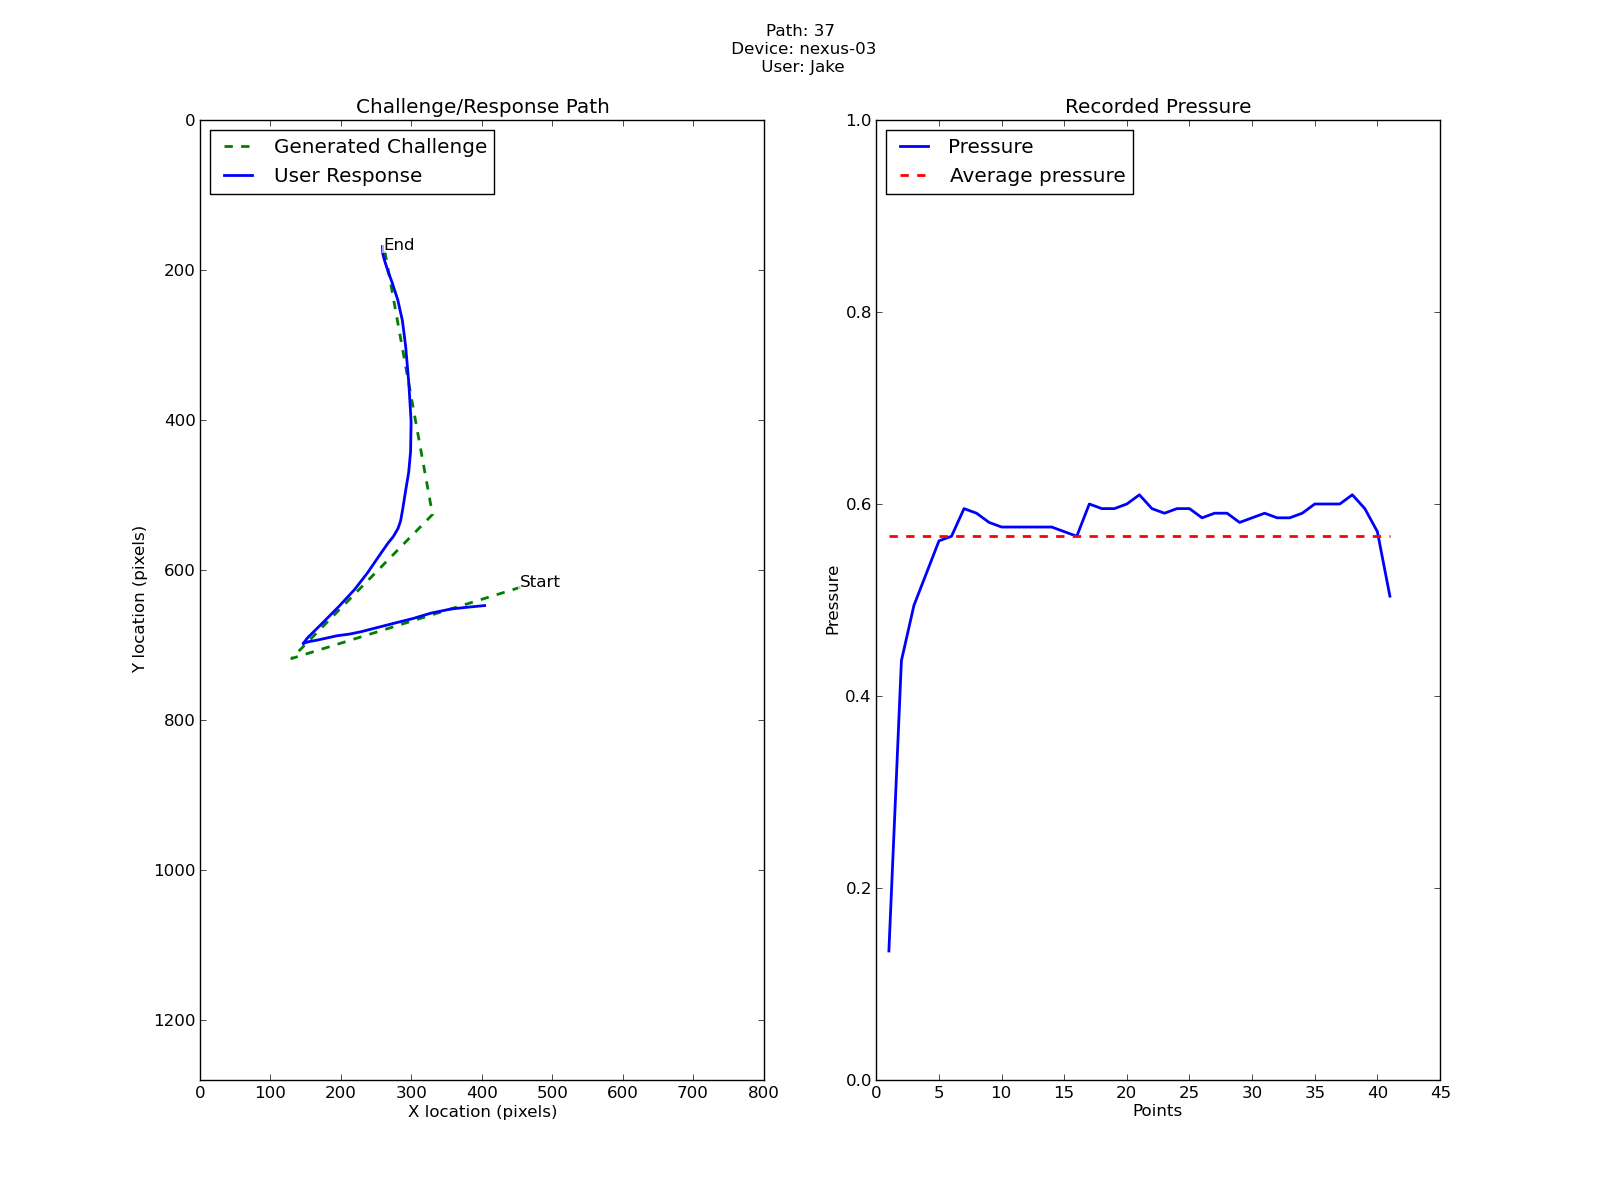 Path: 37
Device: nexus-03
User: Jake
Challenge/Response Path
Generated Challenge
User Response
End
Start
0
200
400
600
800
1000
1200
Y location (pixels)
0 100 200 300 400 500 600 700 800
X location (pixels)
Recorded Pressure
Pressure
Average pressure
1.0
0.8
0.6
0.4
0.2
0.0
Pressure
0 5 10 15 20 25 30 35 40 45
Points